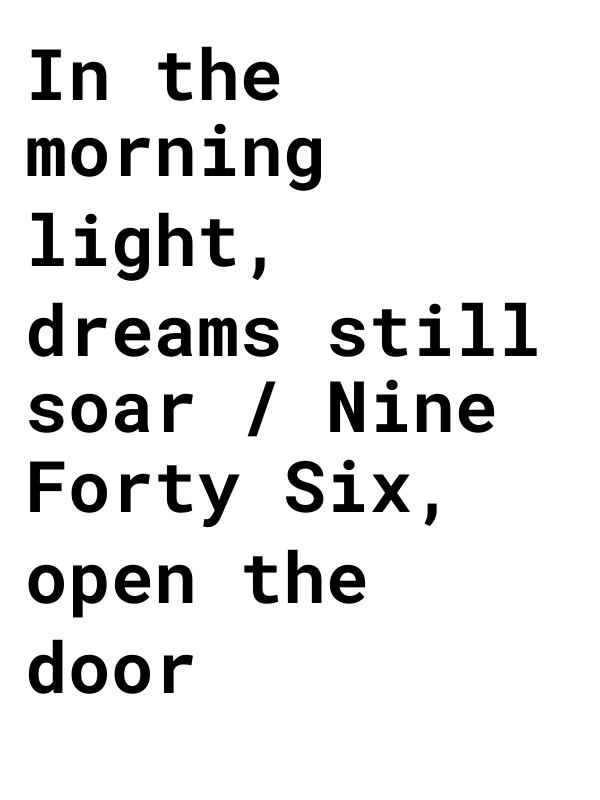 In the
morning
light,
dreams still
soar / Nine
Forty Six,
open the
door